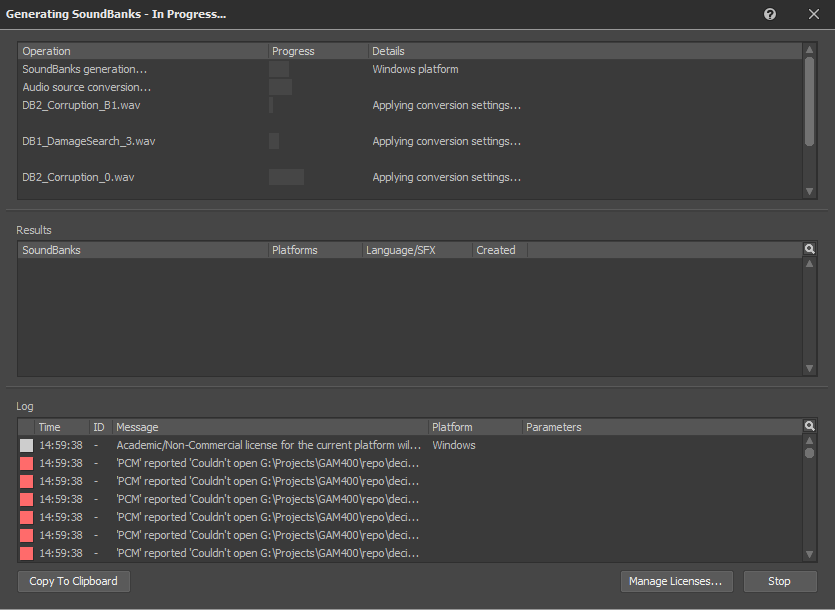 Generating SoundBanks - In Progress...
Operation Progress Details
SoundBanks generation... Windows platform
Audio source conversion...
DB2_Corruption_B1.wav Applying conversion settings...
DB1_DamageSearch_3.wav Applying conversion settings...
DB2_Corruption_0.wav Applying conversion settings...
Results
SoundBanks Platforms Language/SFX Created
Log
Time ID Message Platform Parameters
14:59:38 - Academic/Non-Commercial license for the current platform wil... Windows
14:59:38 - 'PCM' reported 'Couldn't open G:\Projects\GAM400\repo\deci...
14:59:38 - 'PCM' reported 'Couldn't open G:\Projects\GAM400\repo\deci...
14:59:38 - 'PCM' reported 'Couldn't open G:\Projects\GAM400\repo\deci...
14:59:38 - 'PCM' reported 'Couldn't open G:\Projects\GAM400\repo\deci...
14:59:38 - 'PCM' reported 'Couldn't open G:\Projects\GAM400\repo\deci...
14:59:38 - 'PCM' reported 'Couldn't open G:\Projects\GAM400\repo\deci...
Copy To Clipboard Manage Licenses... Stop